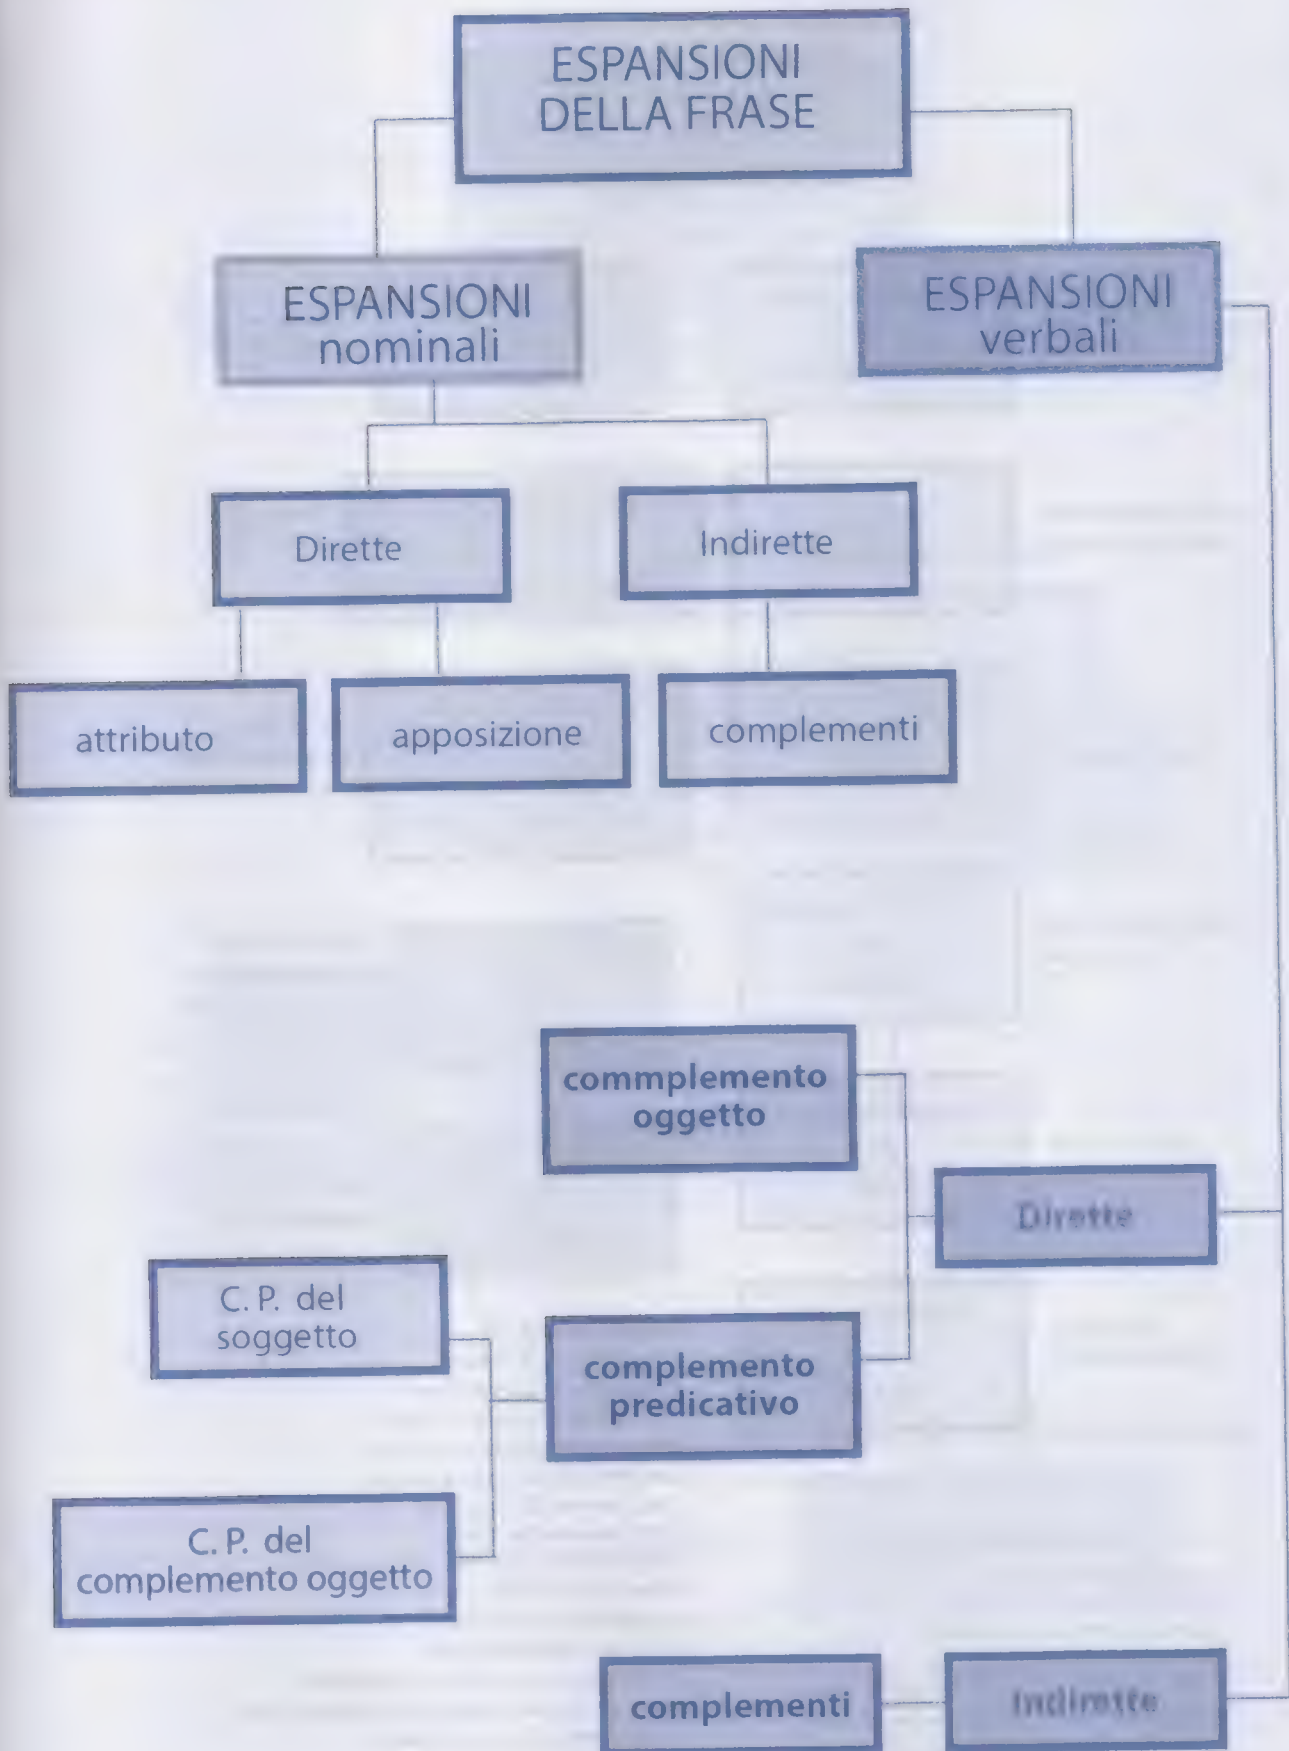 ESPANSIONI
DELLA FRASE
ESPANSIONI
nominali
ESPANSIONI
verbali
Dirette
Indirette
attributo
apposizione
complementi
commplemento
oggetto
Dirette
C. P. del
soggetto
complemento
predicativo
C. P. del
complemento oggetto
complementi
Indirette